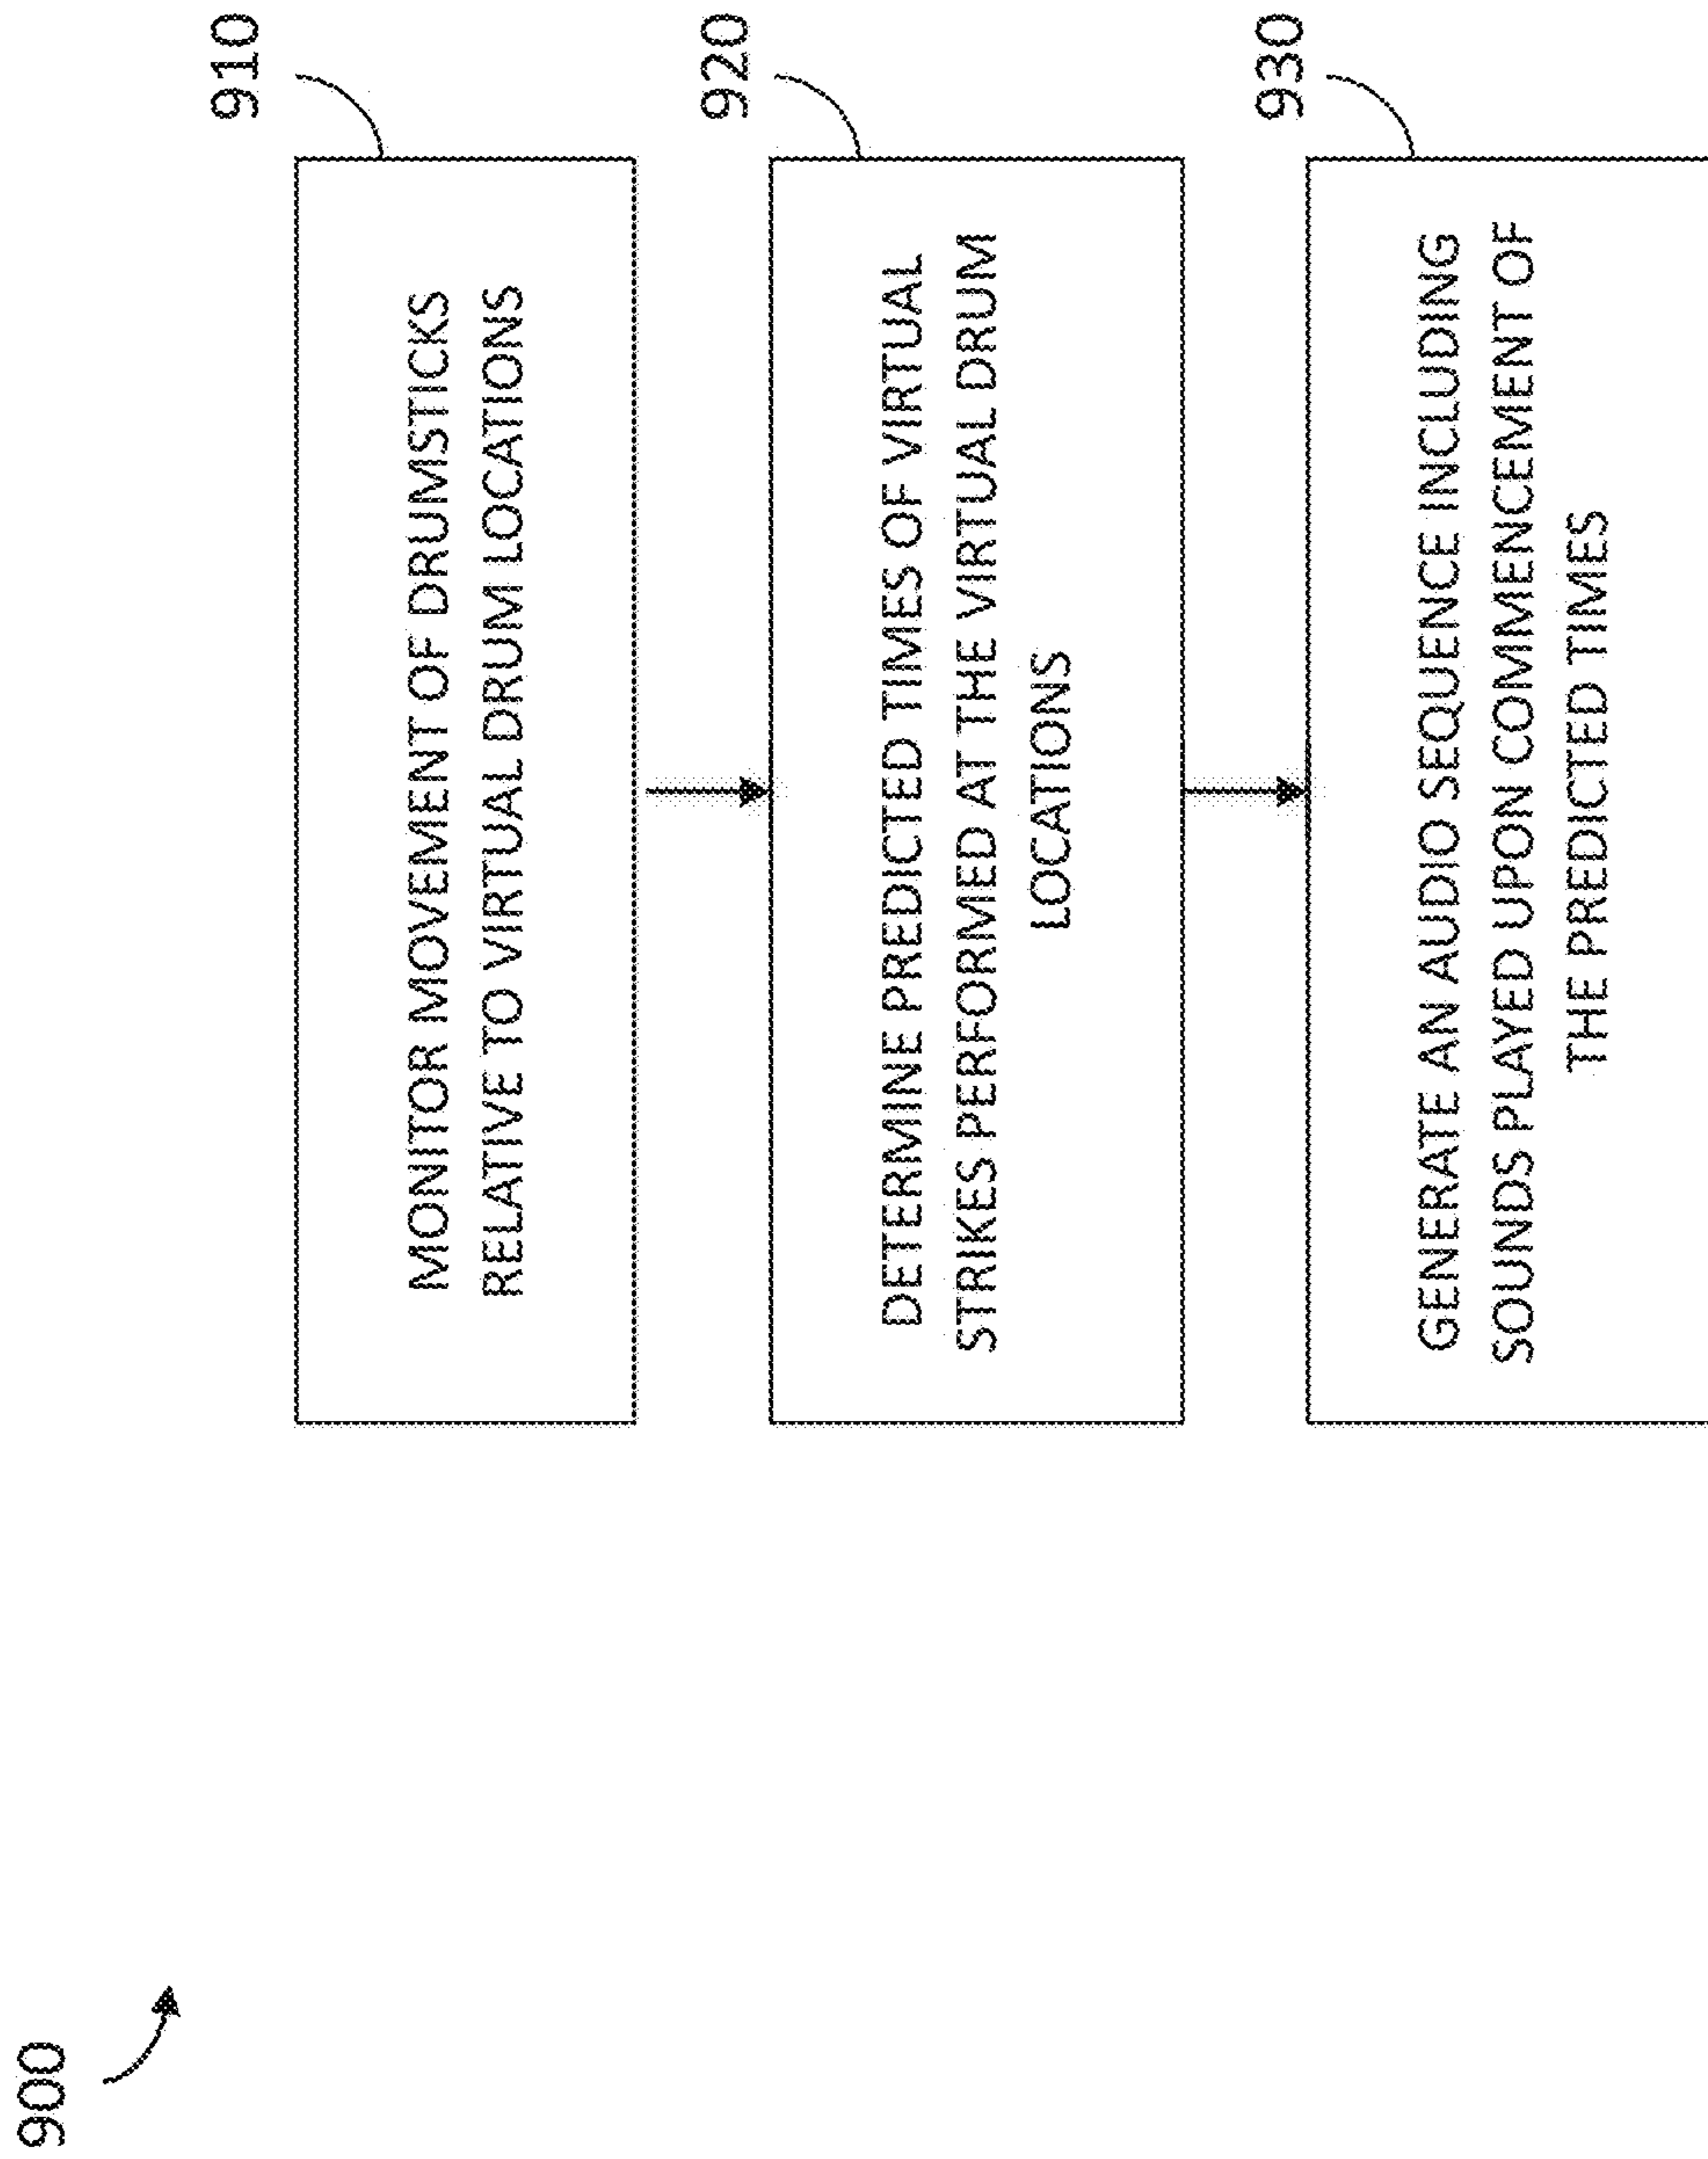 900
910
MONITOR MOVEMENT OF DRUMSTICKS
RELATIVE TO VIRTUAL DRUM LOCATIONS
920
DETERMINE PREDICTED TIMES OF VIRTUAL
STRIKES PERFORMED AT THE VIRTUAL DRUM
LOCATIONS
930
GENERATE AN AUDIO SEQUENCE INCLUDING
SOUNDS PLAYED UPON COMMENCEMENT OF
THE PREDICTED TIMES